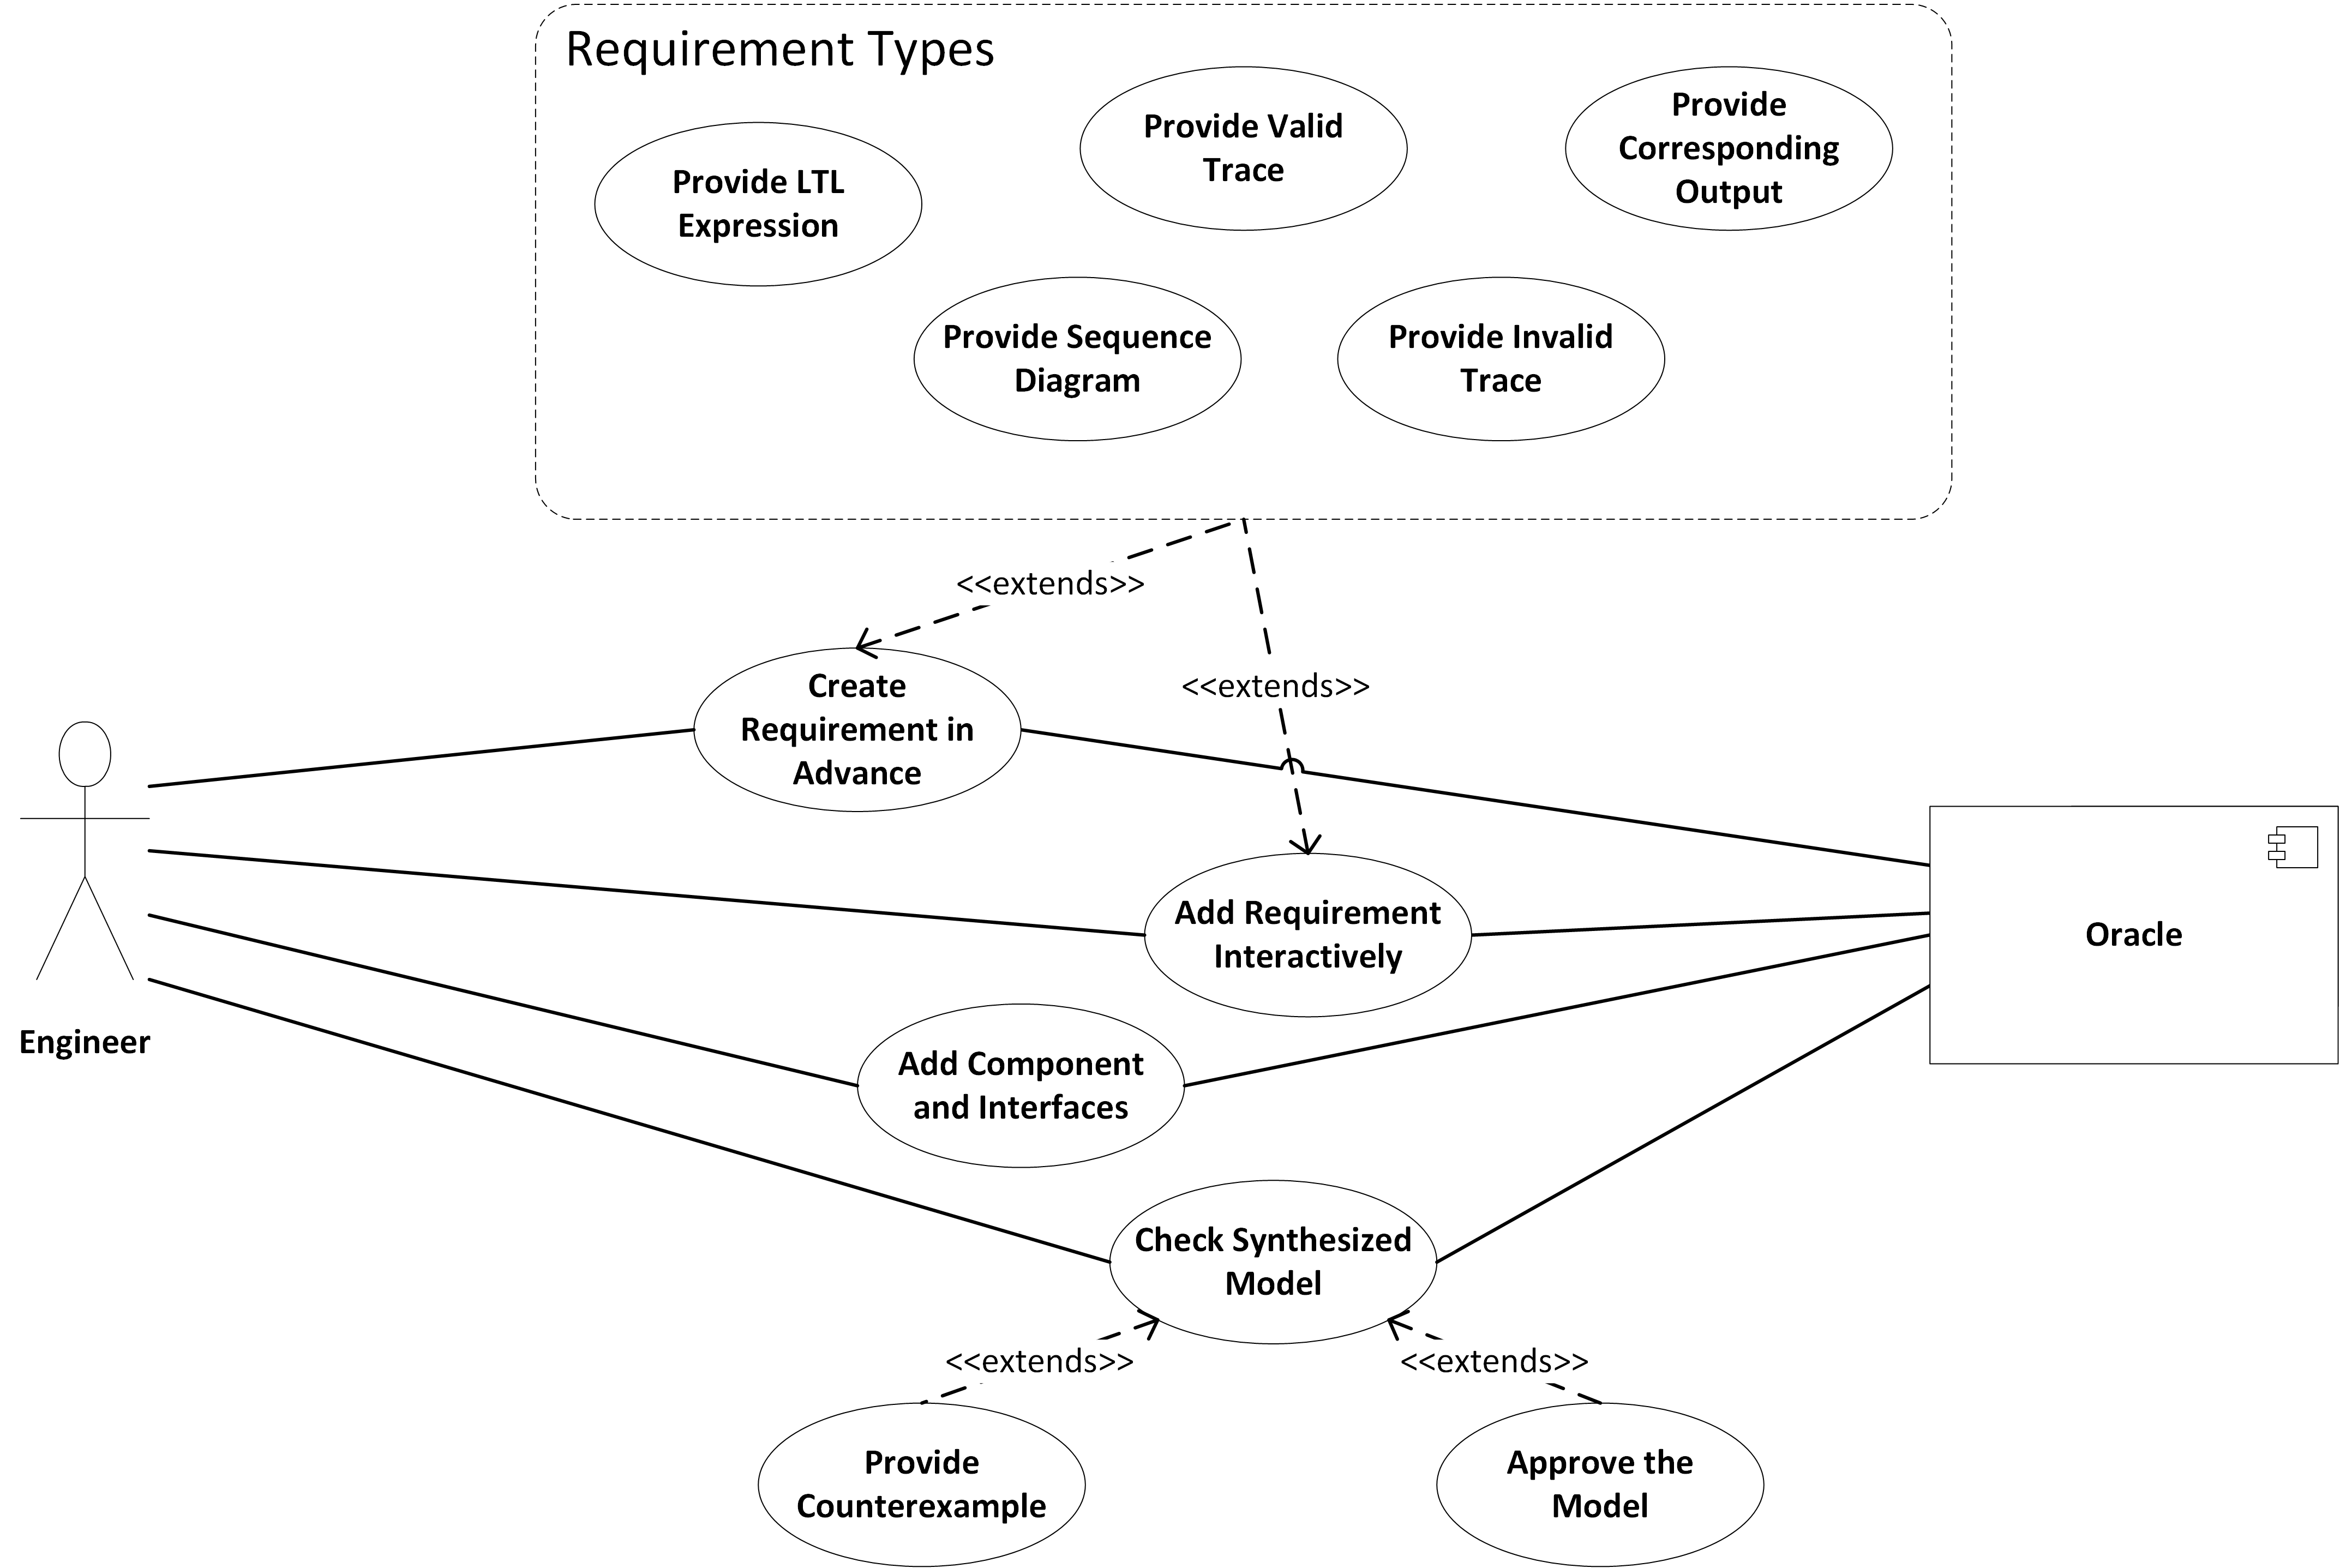 Requirement Types
Provide LTL
Expression
Provide Valid
Trace
Provide
Corresponding
Output
Provide Sequence
Diagram
Provide Invalid
Trace
<<extends>>
<<extends>>
Create
Requirement in
Advance
Engineer
Add Requirement
Interactively
Oracle
Add Component
and Interfaces
Check Synthesized
Model
<<extends>>
<<extends>>
Provide
Counterexample
Approve the
Model